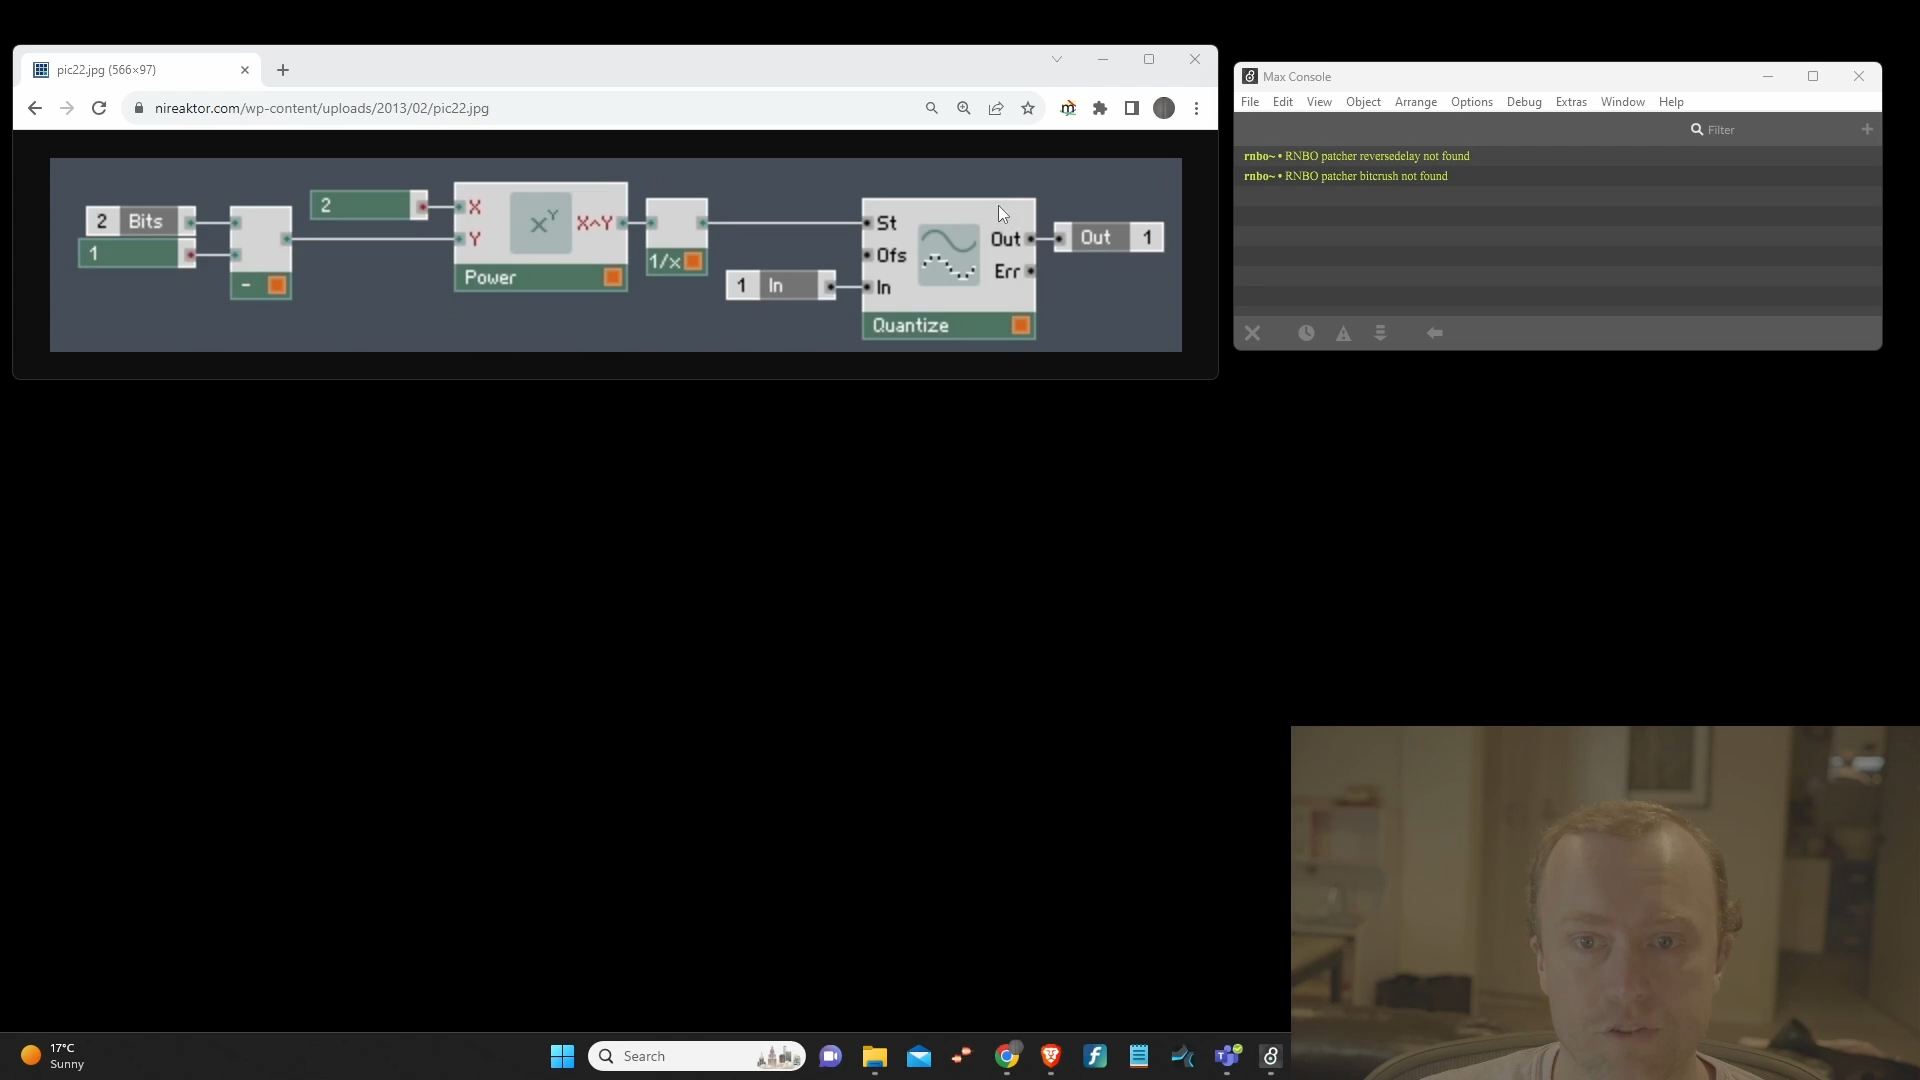 pic22.jpg (566×97)
nireaktor.com/wp-content/uploads/2013/02/pic22.jpg
2 Bits
1
-
2
X
Y
X^Y
X^Y
Power
1/x
1 In
St
Ofs
In
Out
Err
Quantize
Out 1
Max Console
File Edit View Object Arrange Options Debug Extras Window Help
Filter
rnbo~ • RNBO patcher reversedelay not found
rnbo~ • RNBO patcher bitcrush not found
17°C
Sunny
Search